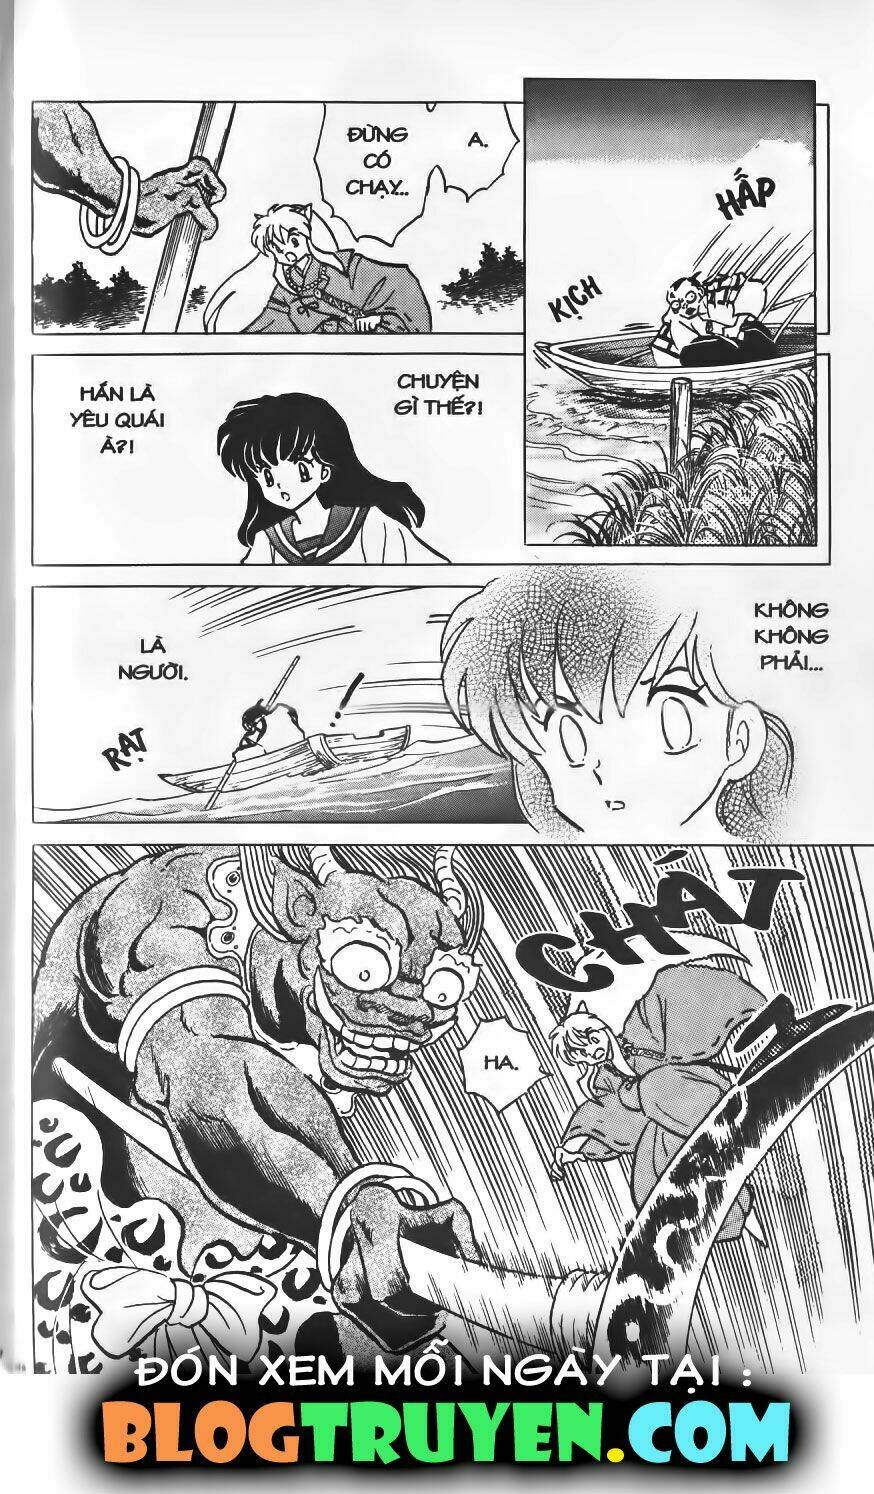 ĐỪNG
CÓ
CHẠY...
A.
HẤP
KỊCH
HẮN LÀ
YÊU QUÁI
À?!
CHUYỆN
GÌ THẾ?!
LÀ
NGƯỜI.
RẠT
KHÔNG
KHÔNG
PHẢI...
CHÁT
HA.
ĐÓN XEM MỖI NGÀY TẠI :
BLOGTRUYEN.COM